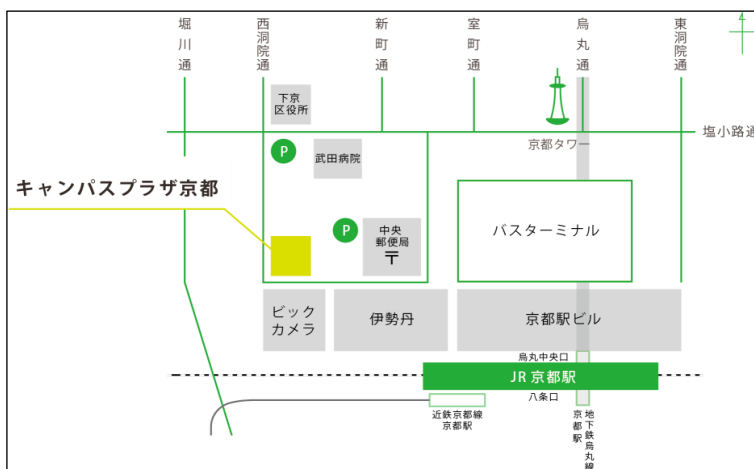 堀川通
西洞院通
新町通
室町通
烏丸通
東洞院通
下京
区役所
塩小路通
京都タワー
P
武田病院
キャンパスプラザ京都
P
中央
郵便局
〒
バスターミナル
ビック
カメラ
伊勢丹
京都駅ビル
烏丸中央口
JR 京都駅
八条口
近鉄京都線
京都駅
地下鉄烏丸線
京都駅